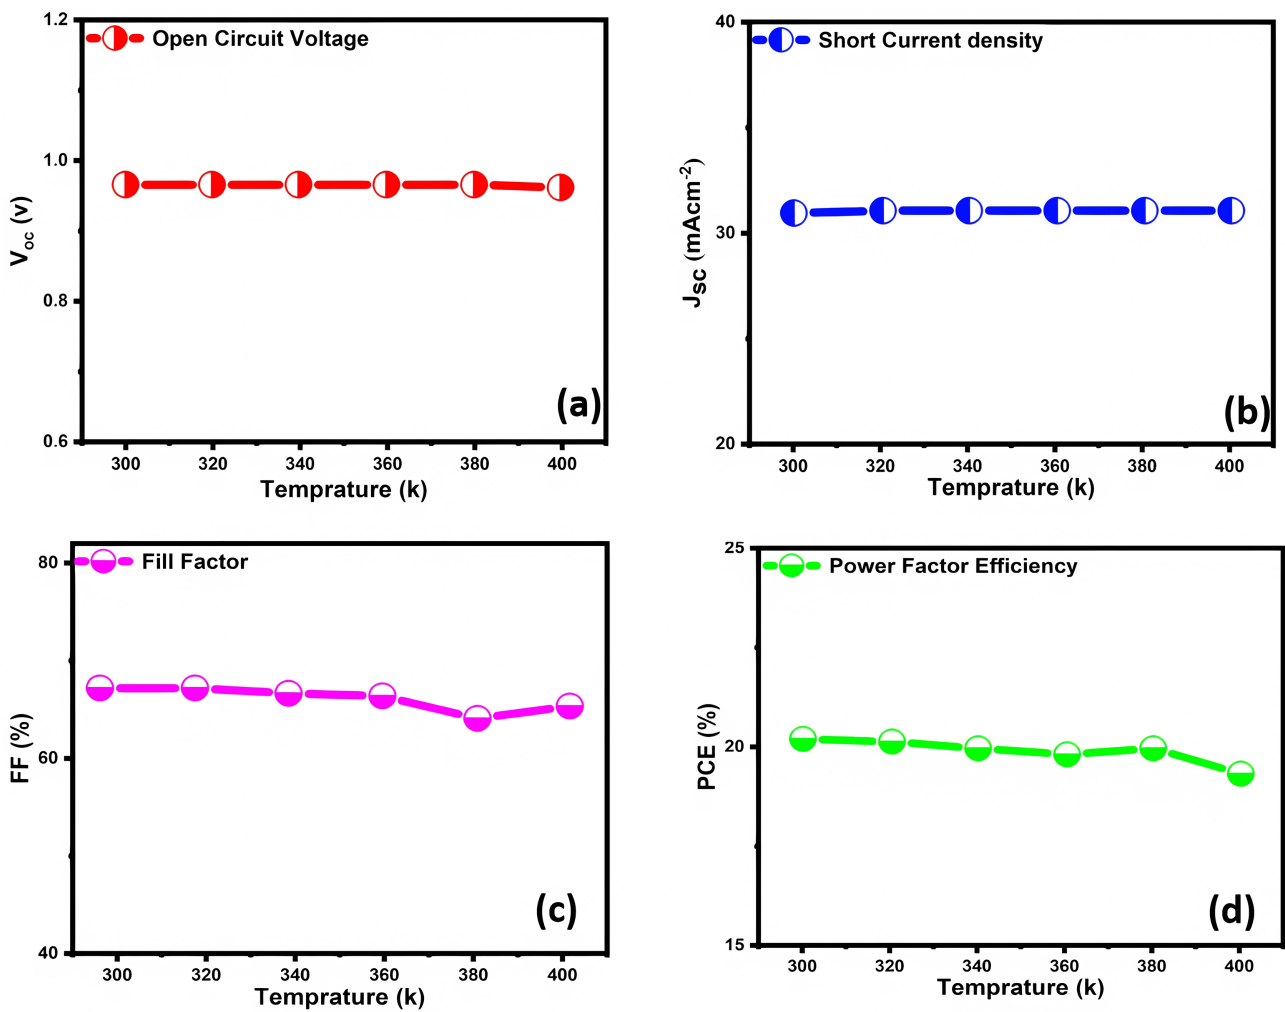 1.2
Open Circuit Voltage
1.0
0.8
0.6
V_oc (v)
(a)
300 320 340 360 380 400
Temprature (k)
40
Short Current density
30
20
J_SC (mAcm⁻²)
(b)
300 320 340 360 380 400
Temprature (k)
80
Fill Factor
60
40
FF (%)
(c)
300 320 340 360 380 400
Temprature (k)
25
Power Factor Efficiency
20
15
PCE (%)
(d)
300 320 340 360 380 400
Temprature (k)